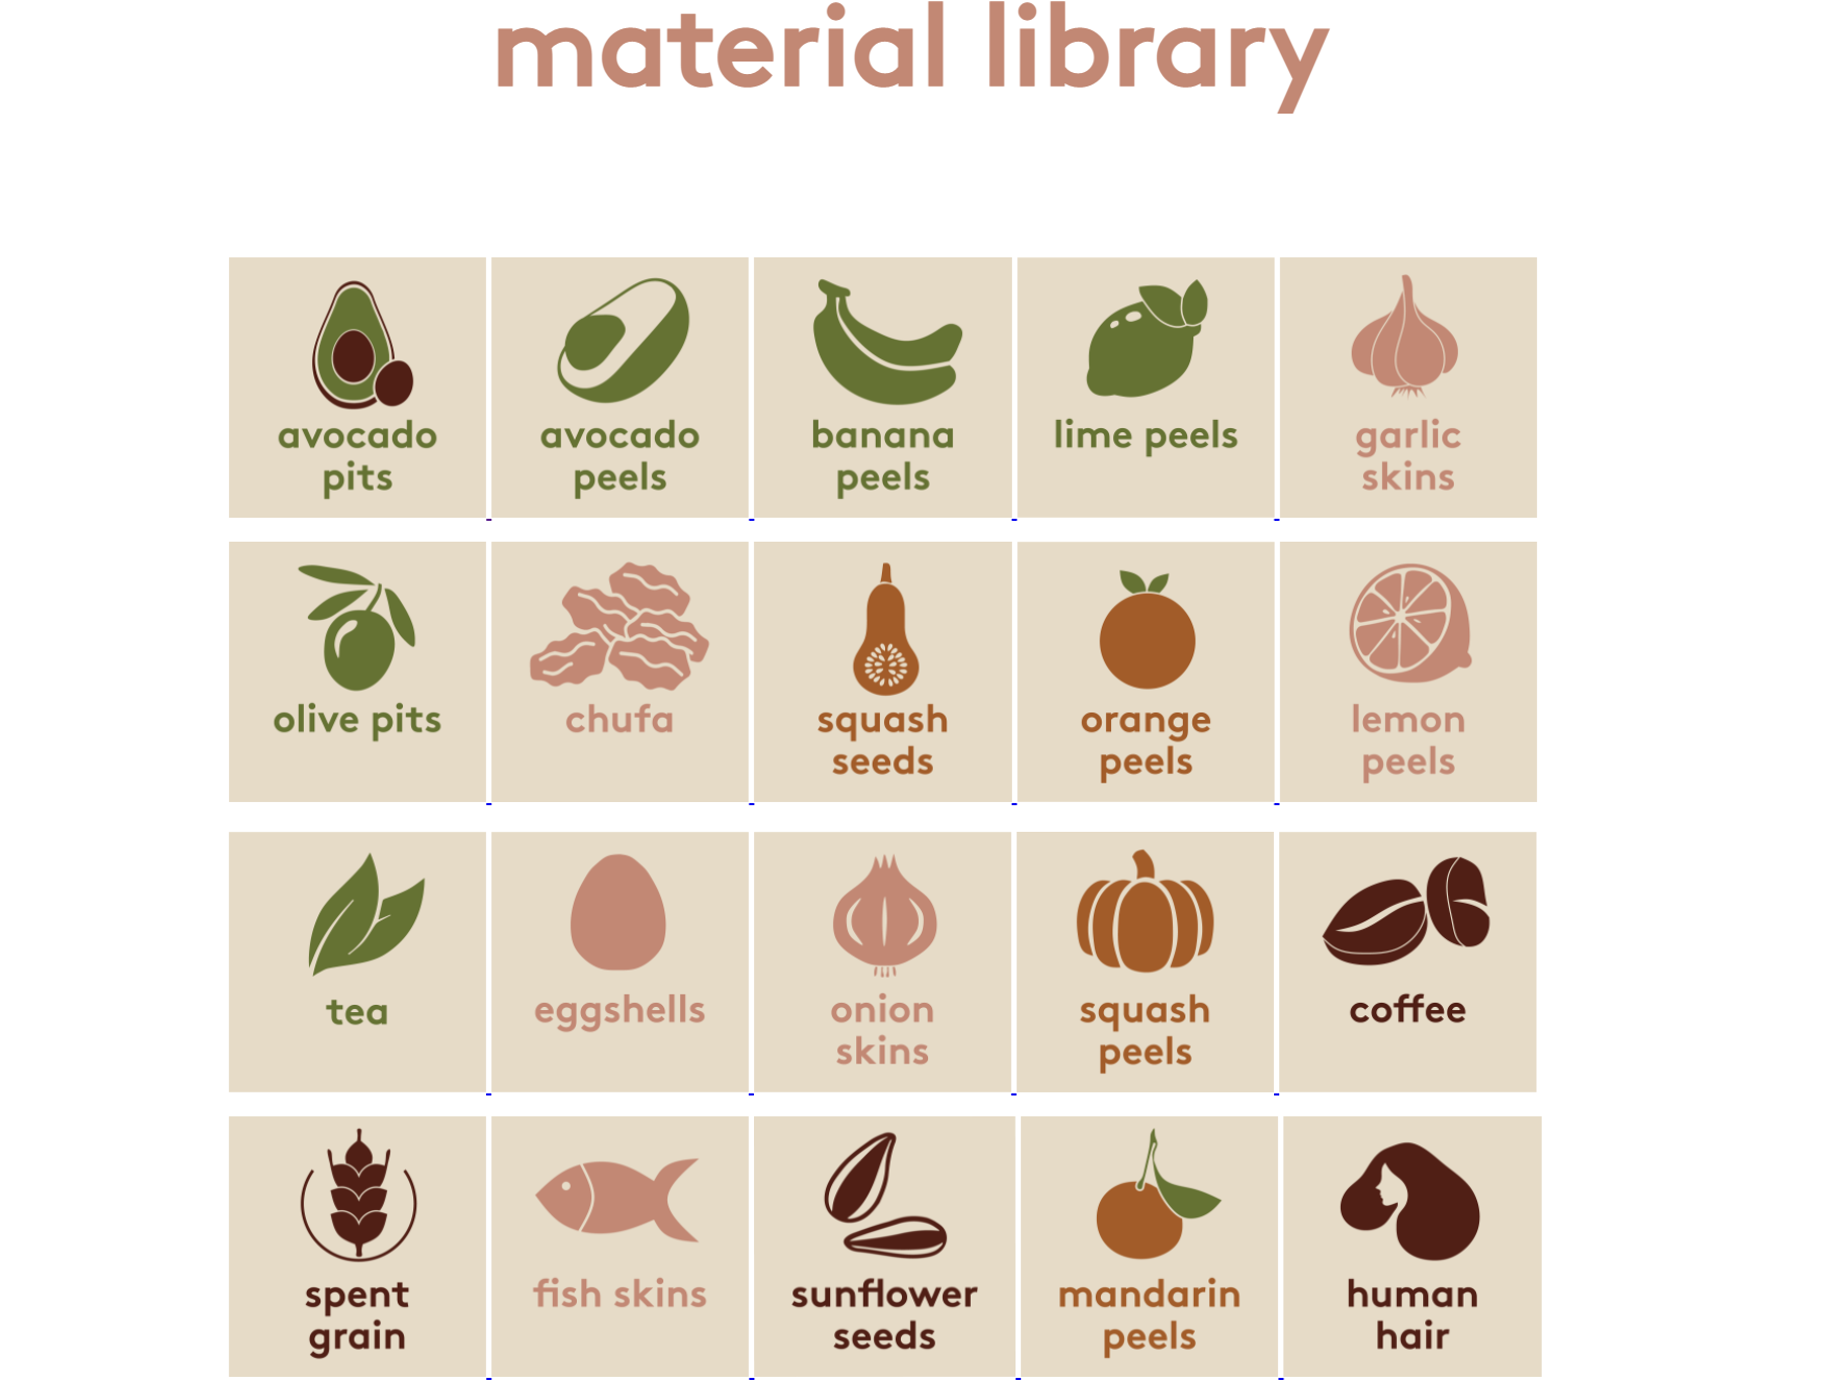 material library
avocado
pits
avocado
peels
banana
peels
lime peels
garlic
skins
olive pits
chufa
squash
seeds
orange
peels
lemon
peels
tea
eggshells
onion
skins
squash
peels
coffee
spent
grain
fish skins
sunflower
seeds
mandarin
peels
human
hair